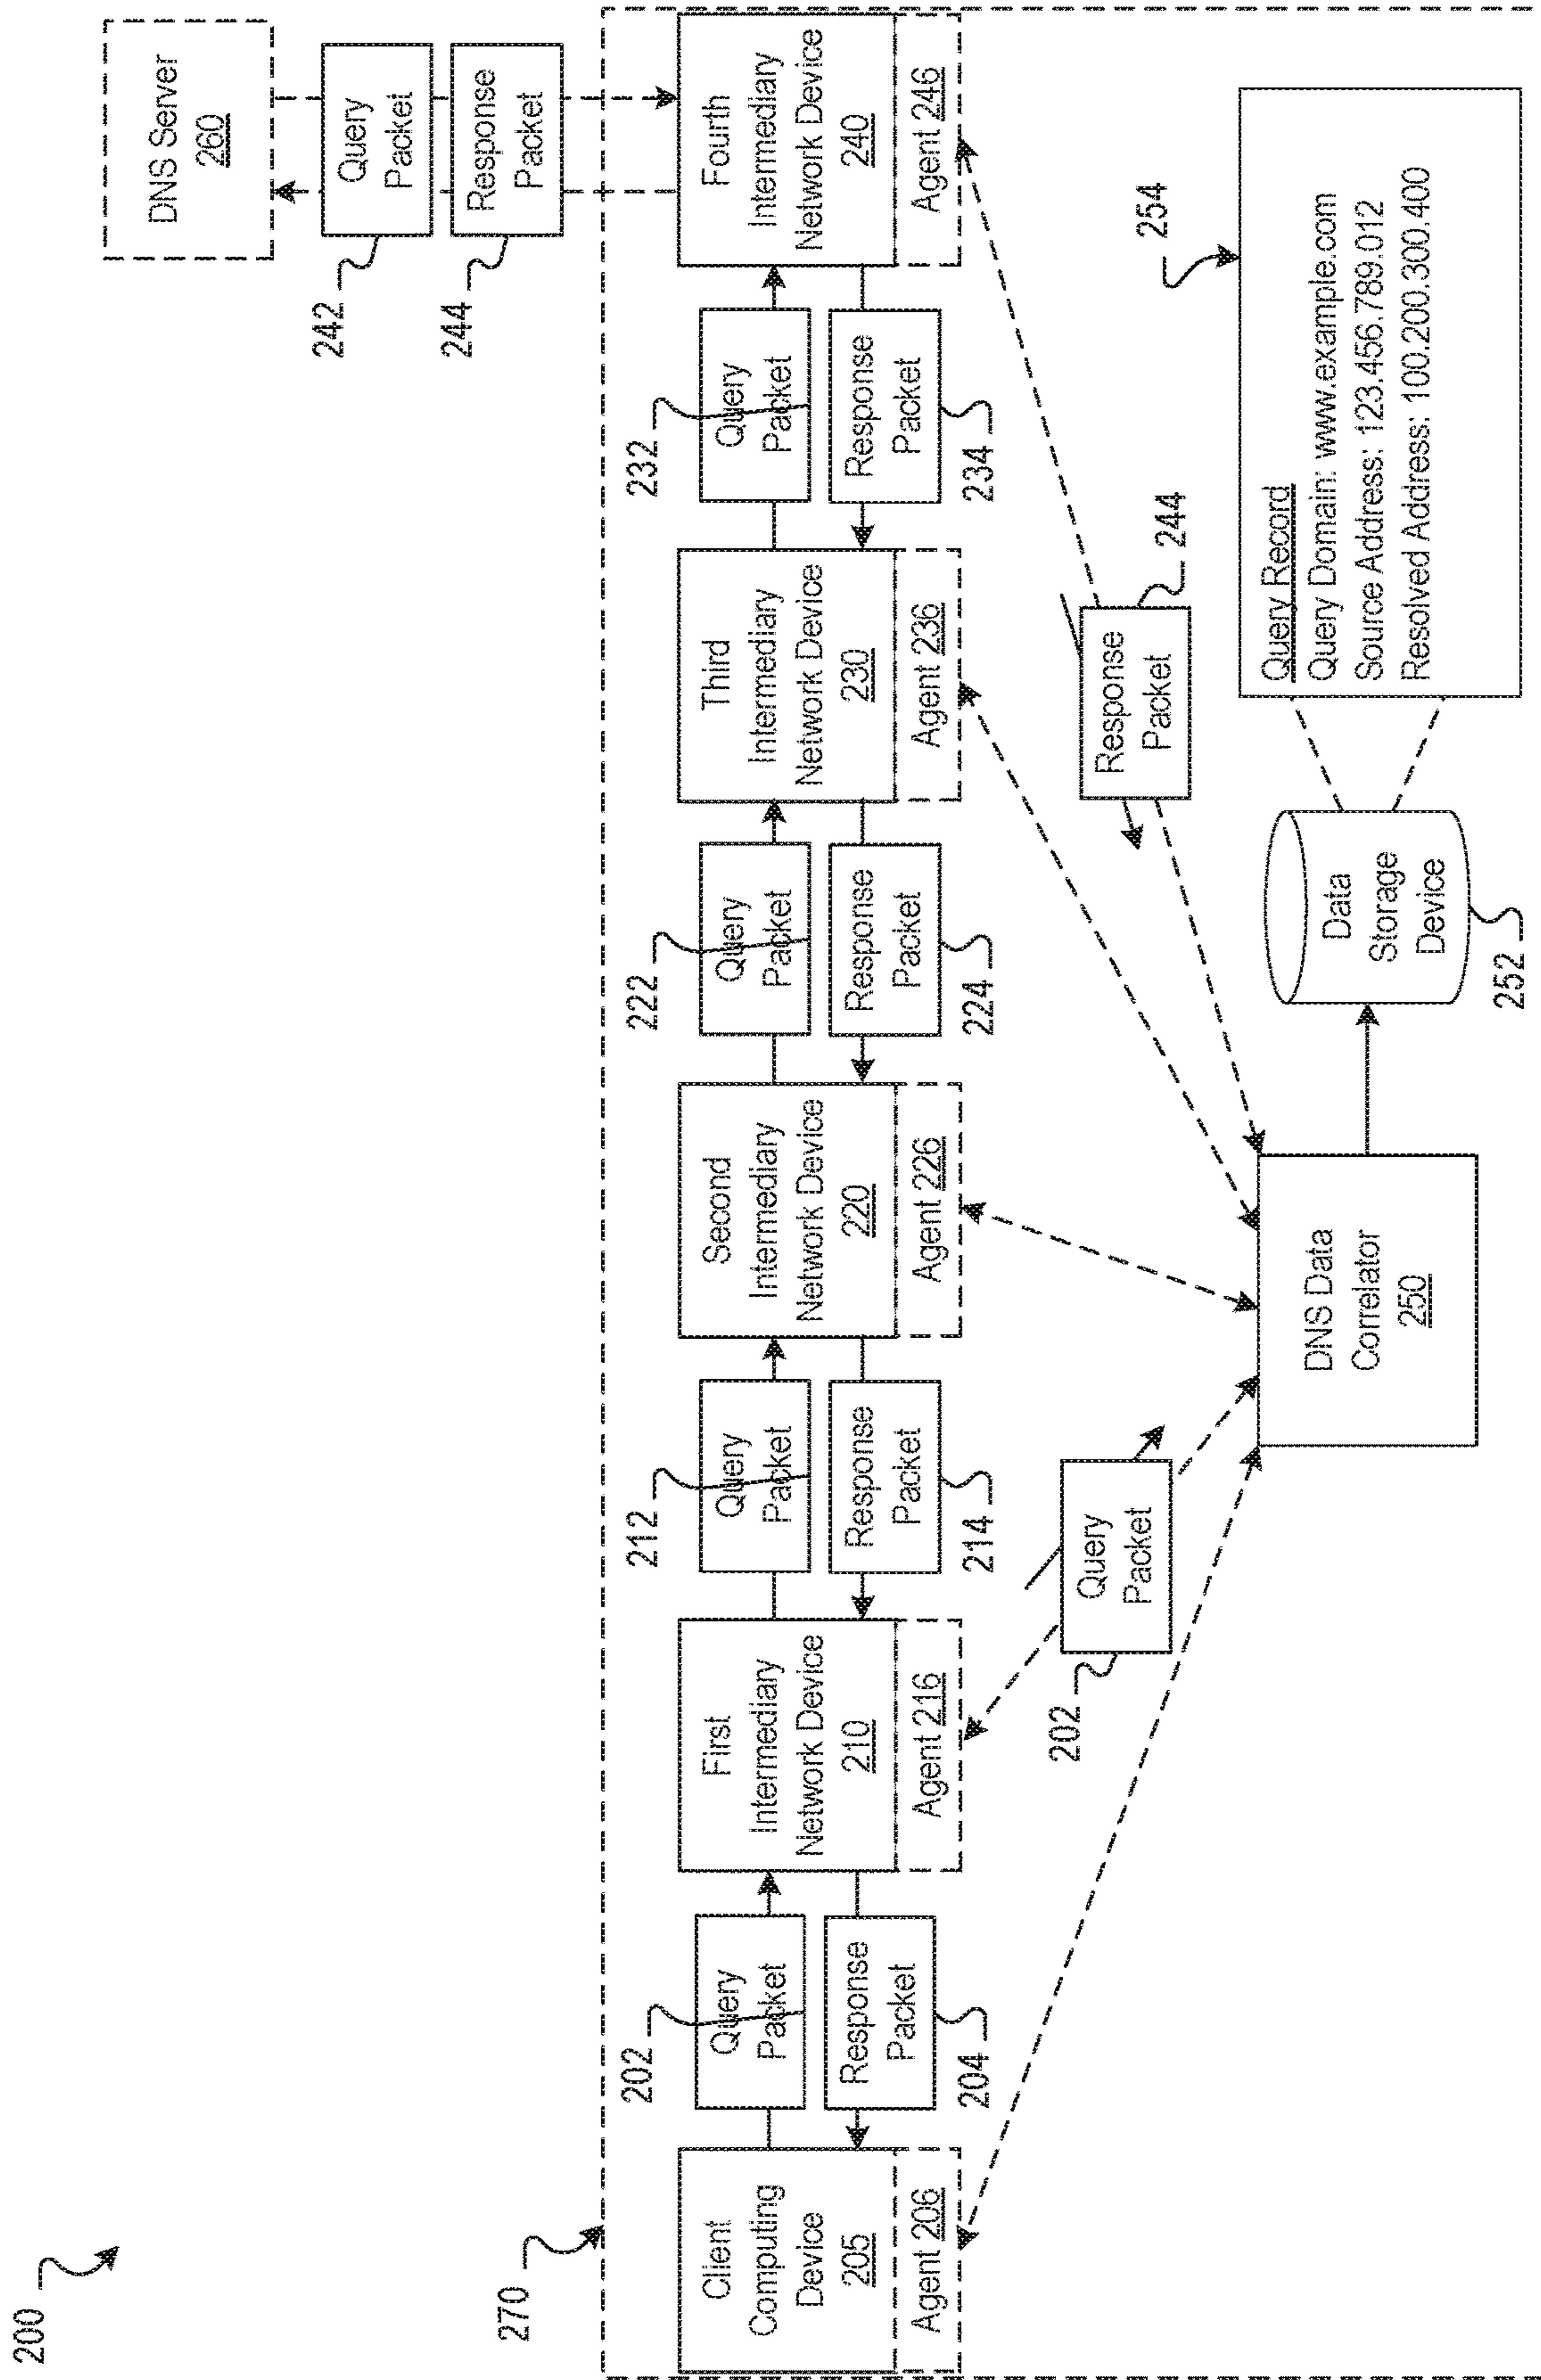 200
270
DNS Server
260
242
Query
Packet
244
Response
Packet
Client
Computing
Device
205
Agent 206
202
Query
Packet
Response
Packet
204
First
Intermediary
Network Device
210
Agent 216
212
Query
Packet
Response
Packet
214
Second
Intermediary
Network Device
220
Agent 226
222
Query
Packet
Response
Packet
224
Third
Intermediary
Network Device
230
Agent 236
232
Query
Packet
Response
Packet
234
Fourth
Intermediary
Network Device
240
Agent 246
202
Query
Packet
Response
Packet
244
DNS Data
Correlator
250
Data
Storage
Device
252
254
Query Record
Query Domain: www.example.com
Source Address: 123.456.789.012
Resolved Address: 100.200.300.400